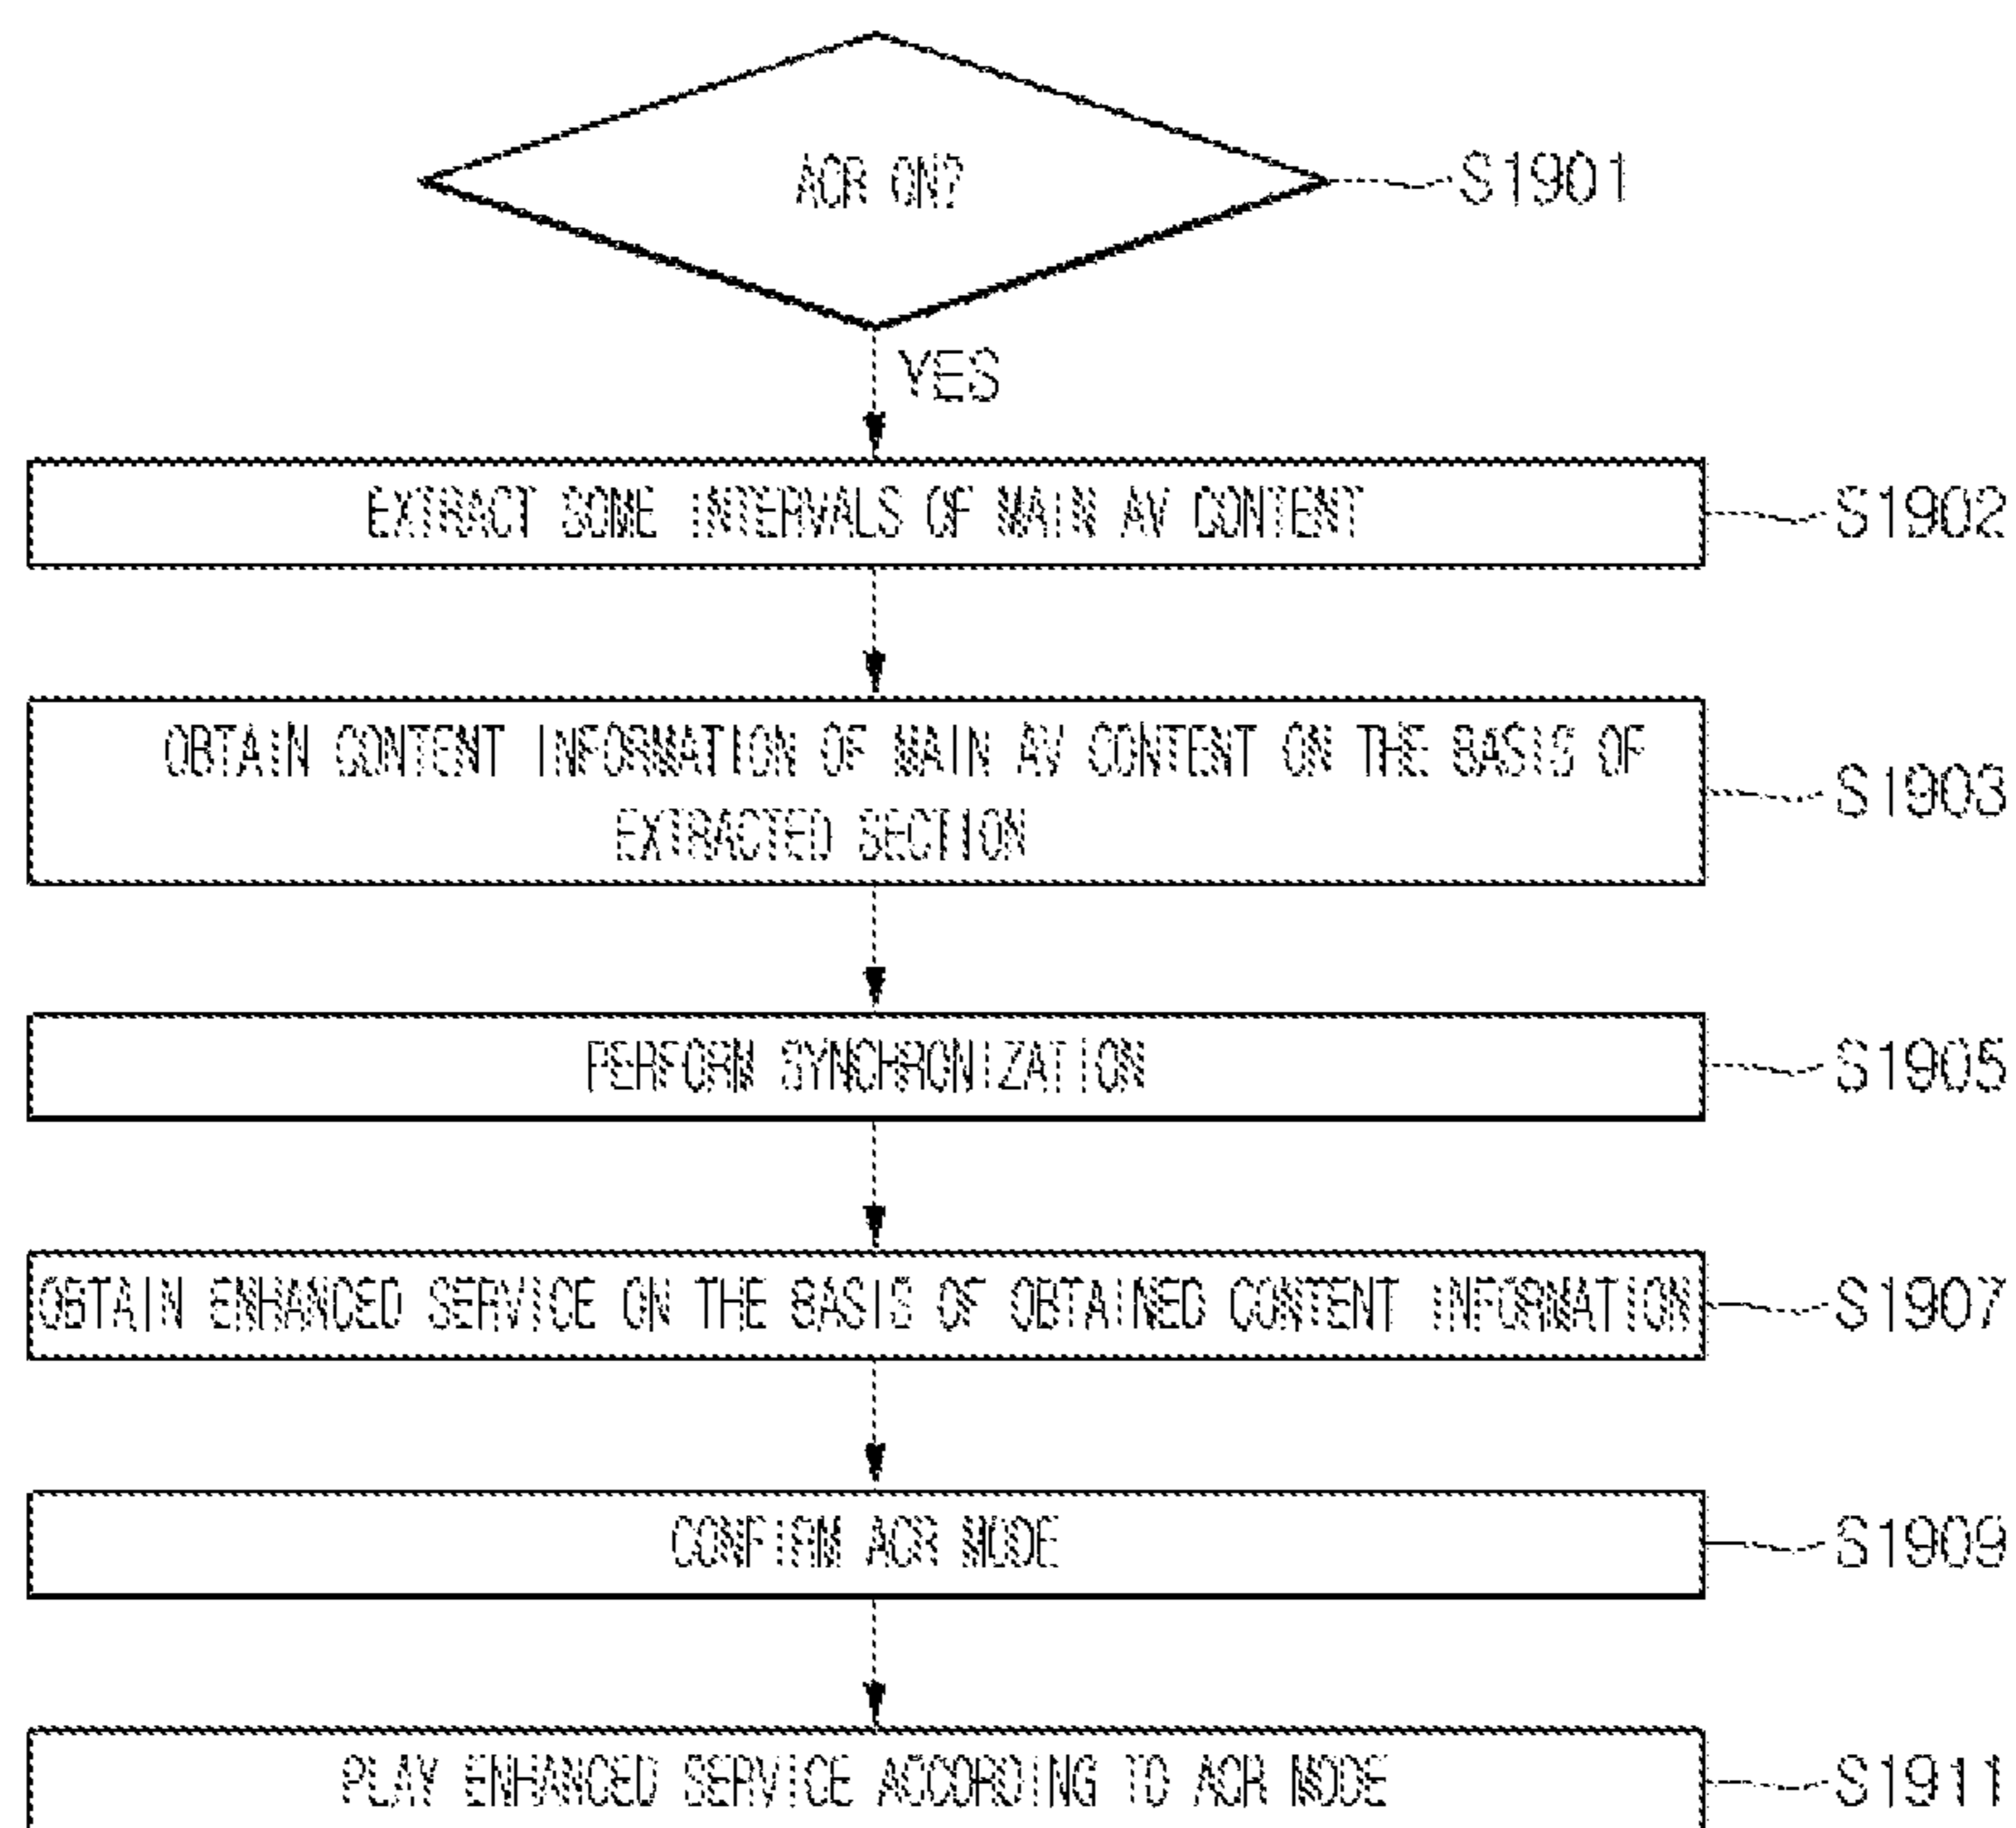 ACR ON?
S1901
YES
EXTRACT SOME INTERVALS OF MAIN AV CONTENT
S1902
OBTAIN CONTENT INFORMATION OF MAIN AV CONTENT ON THE BASIS OF
EXTRACTED SECTION
S1903
PERFORM SYNCHRONIZATION
S1905
OBTAIN ENHANCED SERVICE ON THE BASIS OF OBTAINED CONTENT INFORMATION
S1907
CONFIRM ACR MODE
S1909
PLAY ENHANCED SERVICE ACCORDING TO ACR MODE
S1911